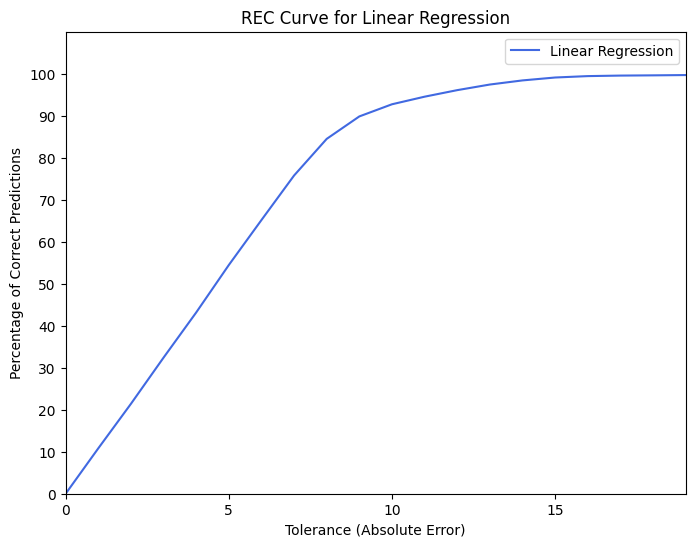 REC Curve for Linear Regression
Linear Regression
Percentage of Correct Predictions
100
90
80
70
60
50
40
30
20
10
0
0 5 10 15
Tolerance (Absolute Error)